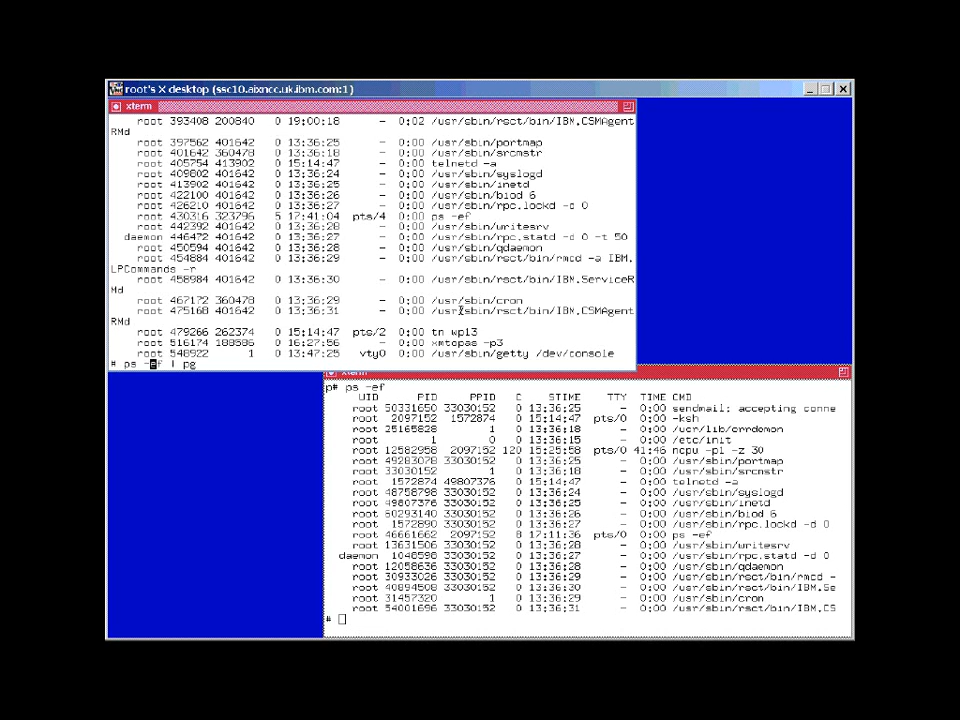 root's X desktop (ssc10.aixncc.uk.ibm.com:1)
xterm
root 393408 200840 0 19:00:18 - 0:02 /usr/sbin/rsct/bin/IBM.CSMAgent
RMd
root 397562 401642 0 13:36:25 - 0:00 /usr/sbin/portmap
root 401642 360478 0 13:36:18 - 0:00 /usr/sbin/srcmstr
root 405754 413902 0 15:14:47 - 0:00 telnetd -a
root 409802 401642 0 13:36:24 - 0:00 /usr/sbin/syslogd
root 413902 401642 0 13:36:25 - 0:00 /usr/sbin/inetd
root 422100 401642 0 13:36:26 - 0:00 /usr/sbin/biod 6
root 426210 401642 0 13:36:27 - 0:00 /usr/sbin/rpc.lockd -d 0
root 430316 323796 5 17:41:04 pts/4 0:00 ps -ef
root 442392 401642 0 13:36:28 - 0:00 /usr/sbin/writesrv
daemon 446472 401642 0 13:36:27 - 0:00 /usr/sbin/rpc.statd -d 0 -t 50
root 450594 401642 0 13:36:28 - 0:00 /usr/sbin/qdaemon
root 454884 401642 0 13:36:29 - 0:00 /usr/sbin/rsct/bin/rmcd -a IBM.
LPCommands -r
root 458984 401642 0 13:36:30 - 0:00 /usr/sbin/rsct/bin/IBM.ServiceR
Md
root 467172 360478 0 13:36:29 - 0:00 /usr/sbin/cron
root 475168 401642 0 13:36:31 - 0:00 /usr/sbin/rsct/bin/IBM.CSMAgent
RMd
root 479266 262374 0 15:14:47 pts/2 0:00 tn wp13
root 516174 188586 0 16:27:56 - 0:00 xmtopas -p3
root 548922 1 0 13:47:25 vty0 0:00 /usr/sbin/getty /dev/console
# ps -ef | pg
xterm
p# ps -ef
UID PID PPID C STIME TTY TIME CMD
root 50331650 33030152 0 13:36:25 - 0:00 sendmail: accepting conne
root 2097152 1572874 0 15:14:47 pts/0 0:00 -ksh
root 25165828 1 0 13:36:18 - 0:00 /usr/lib/errdemon
root 1 0 0 13:36:15 - 0:00 /etc/init
root 12582958 2097152 120 15:25:58 pts/0 41:46 ncpu -p1 -z 30
root 49283078 33030152 0 13:36:25 - 0:00 /usr/sbin/portmap
root 33030152 1 0 13:36:18 - 0:00 /usr/sbin/srcmstr
root 1572874 49807376 0 15:14:47 - 0:00 telnetd -a
root 48758798 33030152 0 13:36:24 - 0:00 /usr/sbin/syslogd
root 49807376 33030152 0 13:36:25 - 0:00 /usr/sbin/inetd
root 60293140 33030152 0 13:36:26 - 0:00 /usr/sbin/biod 6
root 1572890 33030152 0 13:36:27 - 0:00 /usr/sbin/rpc.lockd -d 0
root 46661662 2097152 8 17:11:36 pts/0 0:00 ps -ef
root 13631506 33030152 0 13:36:28 - 0:00 /usr/sbin/writesrv
daemon 1048598 33030152 0 13:36:27 - 0:00 /usr/sbin/rpc.statd -d 0
root 12058636 33030152 0 13:36:28 - 0:00 /usr/sbin/qdaemon
root 30933026 33030152 0 13:36:29 - 0:00 /usr/sbin/rsct/bin/rmcd -
root 40894508 33030152 0 13:36:30 - 0:00 /usr/sbin/rsct/bin/IBM.Se
root 31457320 1 0 13:36:29 - 0:00 /usr/sbin/cron
root 54001696 33030152 0 13:36:31 - 0:00 /usr/sbin/rsct/bin/IBM.CS
#